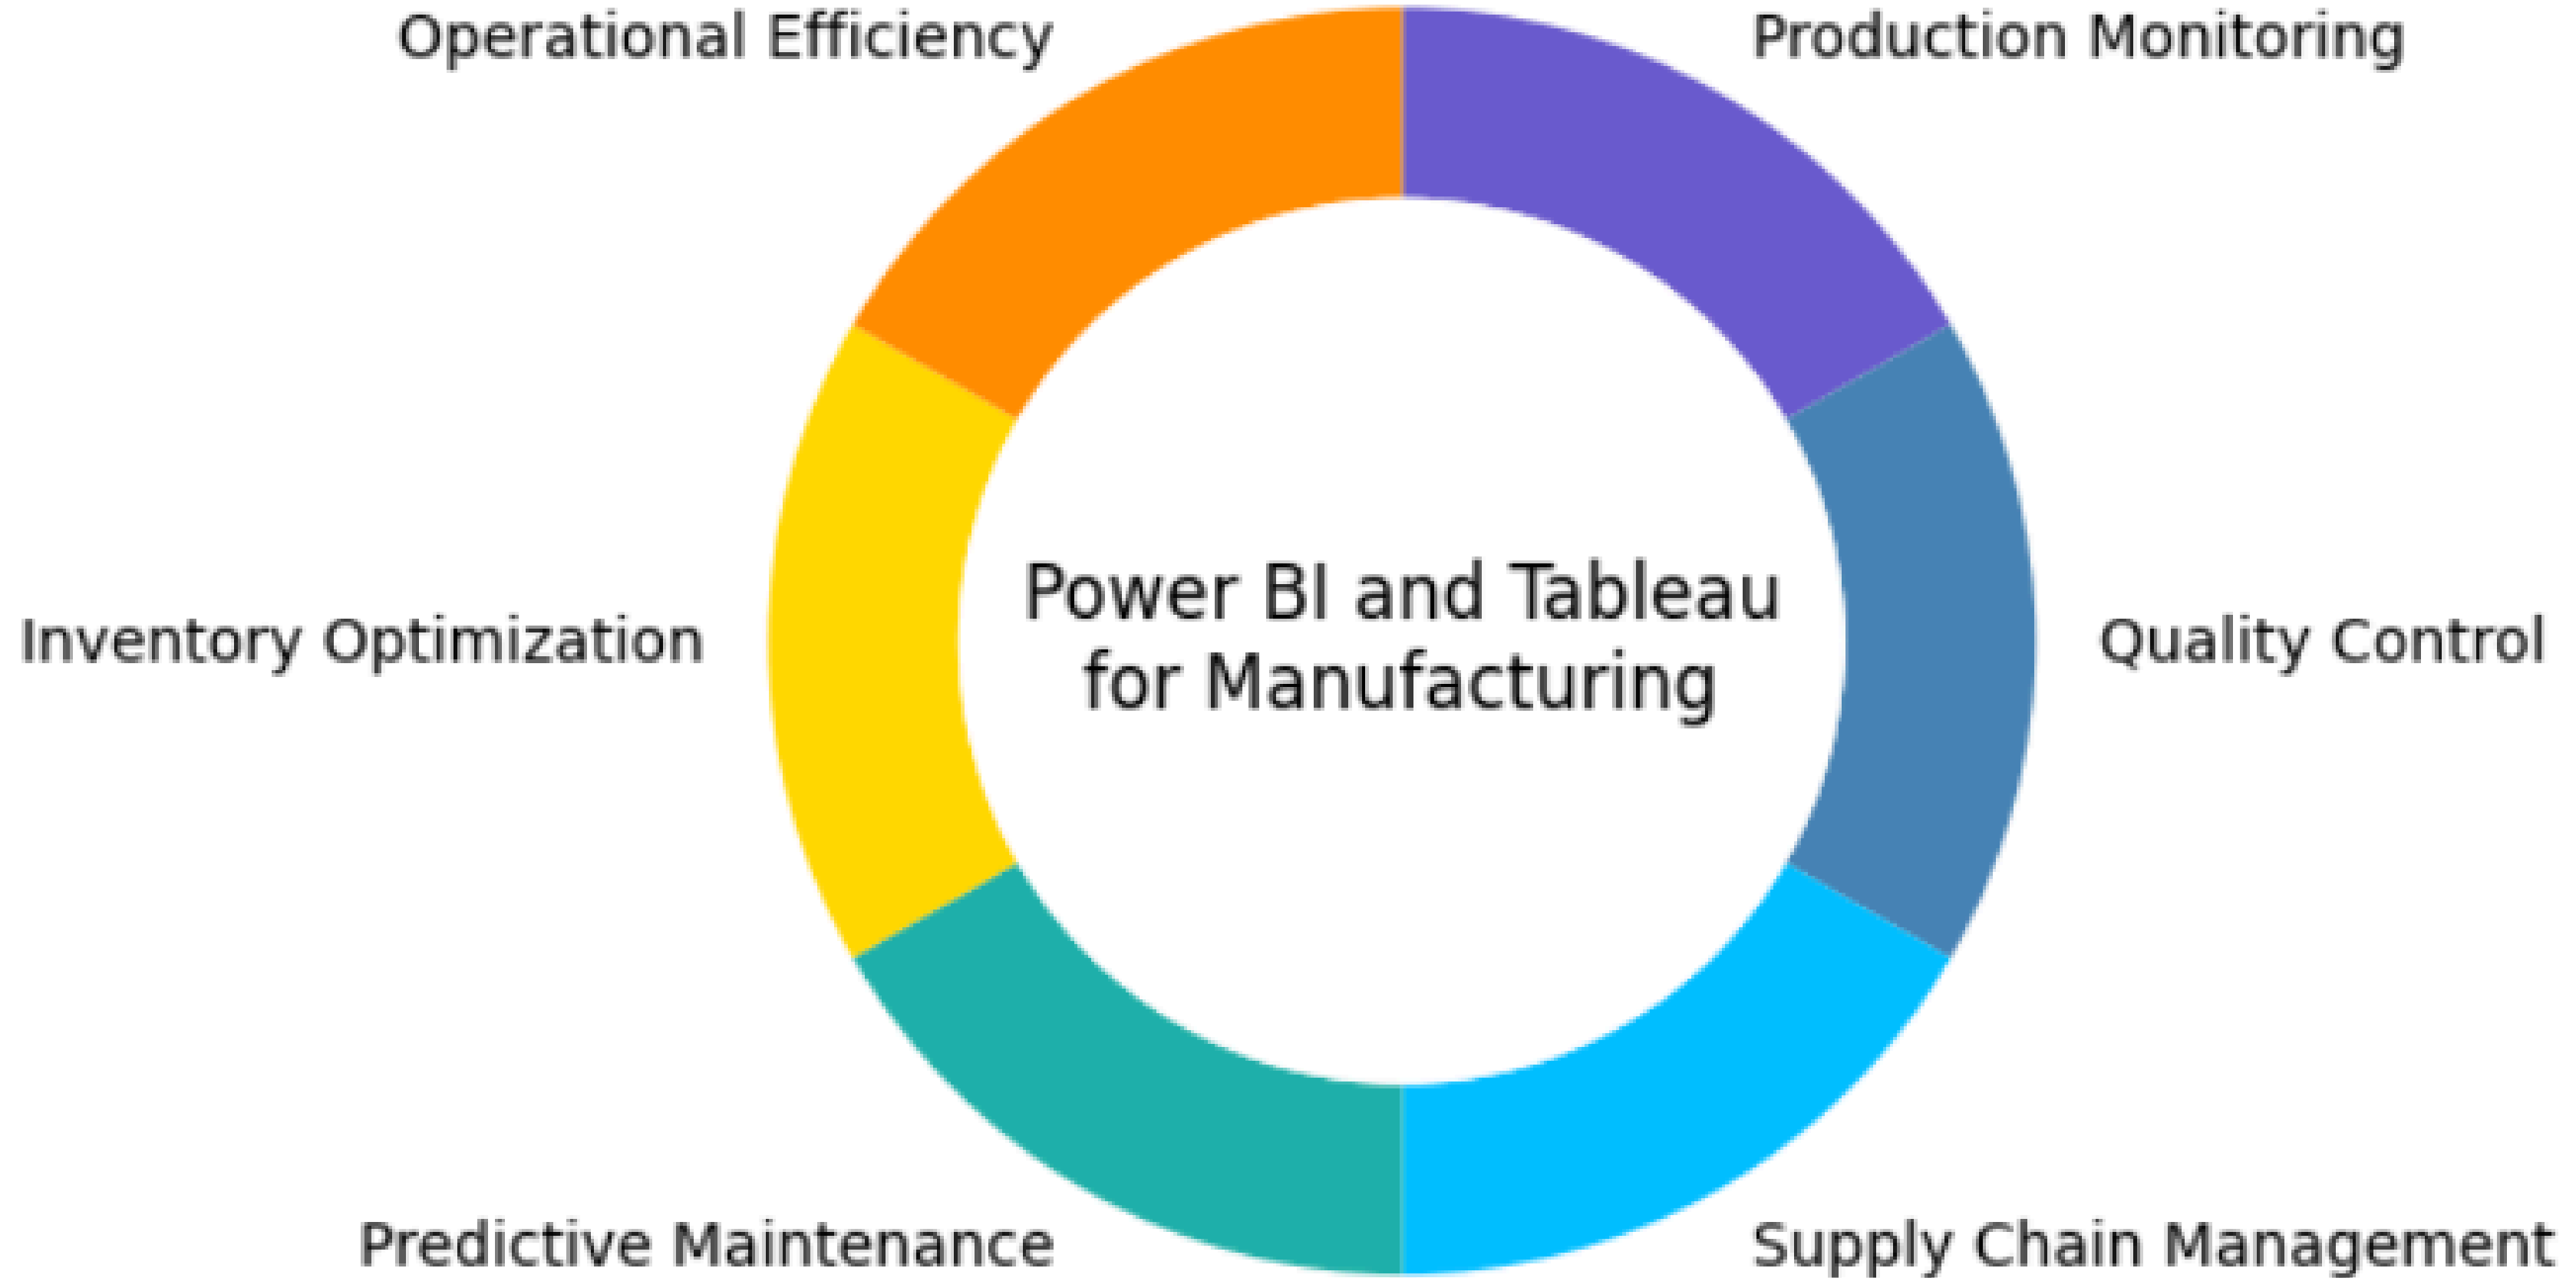 Operational Efficiency
Production Monitoring
Power BI and Tableau
for Manufacturing
Inventory Optimization
Quality Control
Predictive Maintenance
Supply Chain Management